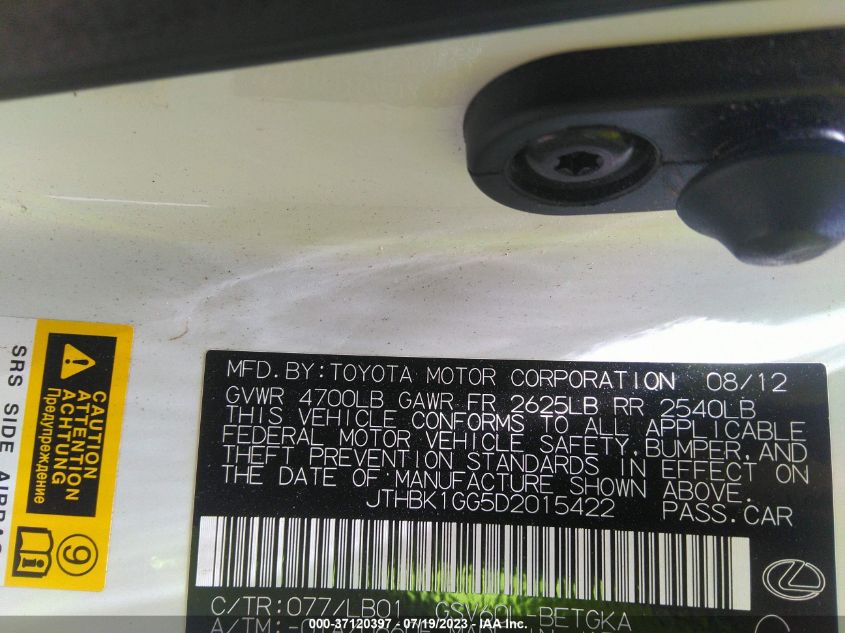 MFD. BY: TOYOTA MOTOR CORPORATION 08/12
GVWR 4700LB GAWR FR 2625LB RR 2540LB
THIS VEHICLE CONFORMS TO ALL APPLICABLE
FEDERAL MOTOR VEHICLE SAFETY, BUMPER, AND
THEFT PREVENTION STANDARDS IN EFFECT ON
THE DATE OF MANUFACTURE SHOWN ABOVE.
JTHBK1GG5D2015422 PASS. CAR
C/TR: 077/LB01 GSV60L-BETGKA
A/TM:
CAUTION
ATTENTION
ACHTUNG
Предупреждение
9
SRS SIDE AIRBAG
000-37120397 - 07/19/2023 - IAA Inc.